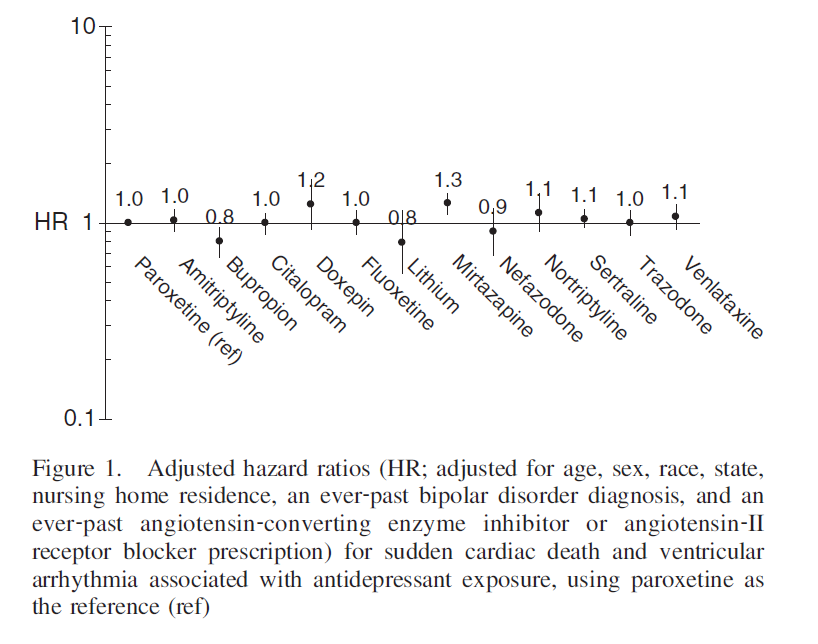 10
1.0 1.0 0.8 1.0 1.2 1.0 0.8 1.3 0.9 1.1 1.1 1.0 1.1
HR 1
Paroxetine (ref)
Amitriptyline
Bupropion
Citalopram
Doxepin
Fluoxetine
Lithium
Mirtazapine
Nefazodone
Nortriptyline
Sertraline
Trazodone
Venlafaxine
0.1
Figure 1. Adjusted hazard ratios (HR; adjusted for age, sex, race, state,
nursing home residence, an ever-past bipolar disorder diagnosis, and an
ever-past angiotensin-converting enzyme inhibitor or angiotensin-II
receptor blocker prescription) for sudden cardiac death and ventricular
arrhythmia associated with antidepressant exposure, using paroxetine as
the reference (ref)